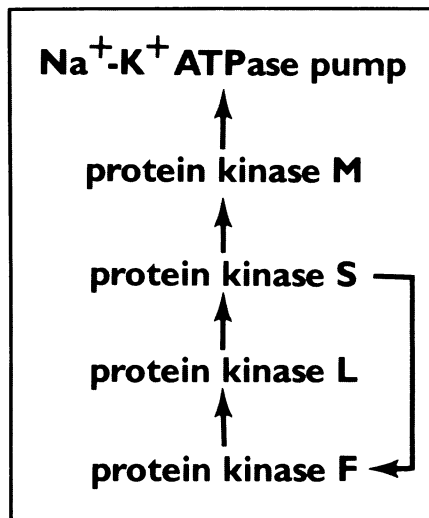 Na⁺-K⁺ ATPase pump
protein kinase M
protein kinase S
protein kinase L
protein kinase F